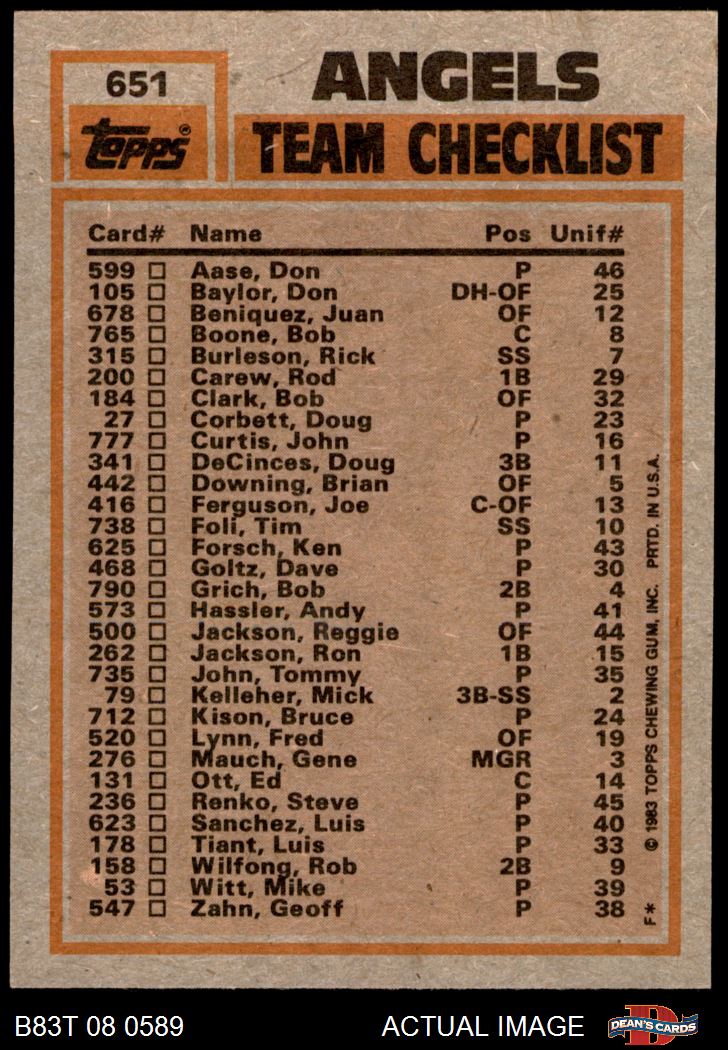 651
ANGELS
Topps®
TEAM CHECKLIST
Card# Name Pos Unif#
599 □ Aase, Don P 46
105 □ Baylor, Don DH-OF 25
678 □ Beniquez, Juan OF 12
765 □ Boone, Bob C 8
315 □ Burleson, Rick SS 7
200 □ Carew, Rod 1B 29
184 □ Clark, Bob OF 32
27 □ Corbett, Doug P 23
777 □ Curtis, John P 16
341 □ DeCinces, Doug 3B 11
442 □ Downing, Brian OF 5
416 □ Ferguson, Joe C-OF 13
738 □ Foli, Tim SS 10
625 □ Forsch, Ken P 43
468 □ Goltz, Dave P 30
790 □ Grich, Bob 2B 4
573 □ Hassler, Andy P 41
500 □ Jackson, Reggie OF 44
262 □ Jackson, Ron 1B 15
735 □ John, Tommy P 35
79 □ Kelleher, Mick 3B-SS 2
712 □ Kison, Bruce P 24
520 □ Lynn, Fred OF 19
276 □ Mauch, Gene MGR 3
131 □ Ott, Ed C 14
236 □ Renko, Steve P 45
623 □ Sanchez, Luis P 40
178 □ Tiant, Luis P 33
158 □ Wilfong, Rob 2B 9
53 □ Witt, Mike P 39
547 □ Zahn, Geoff P 38
F* © 1983 TOPPS CHEWING GUM, INC. PRTD. IN U.S.A.
B83T 08 0589 ACTUAL IMAGE D DEAN'S CARDS